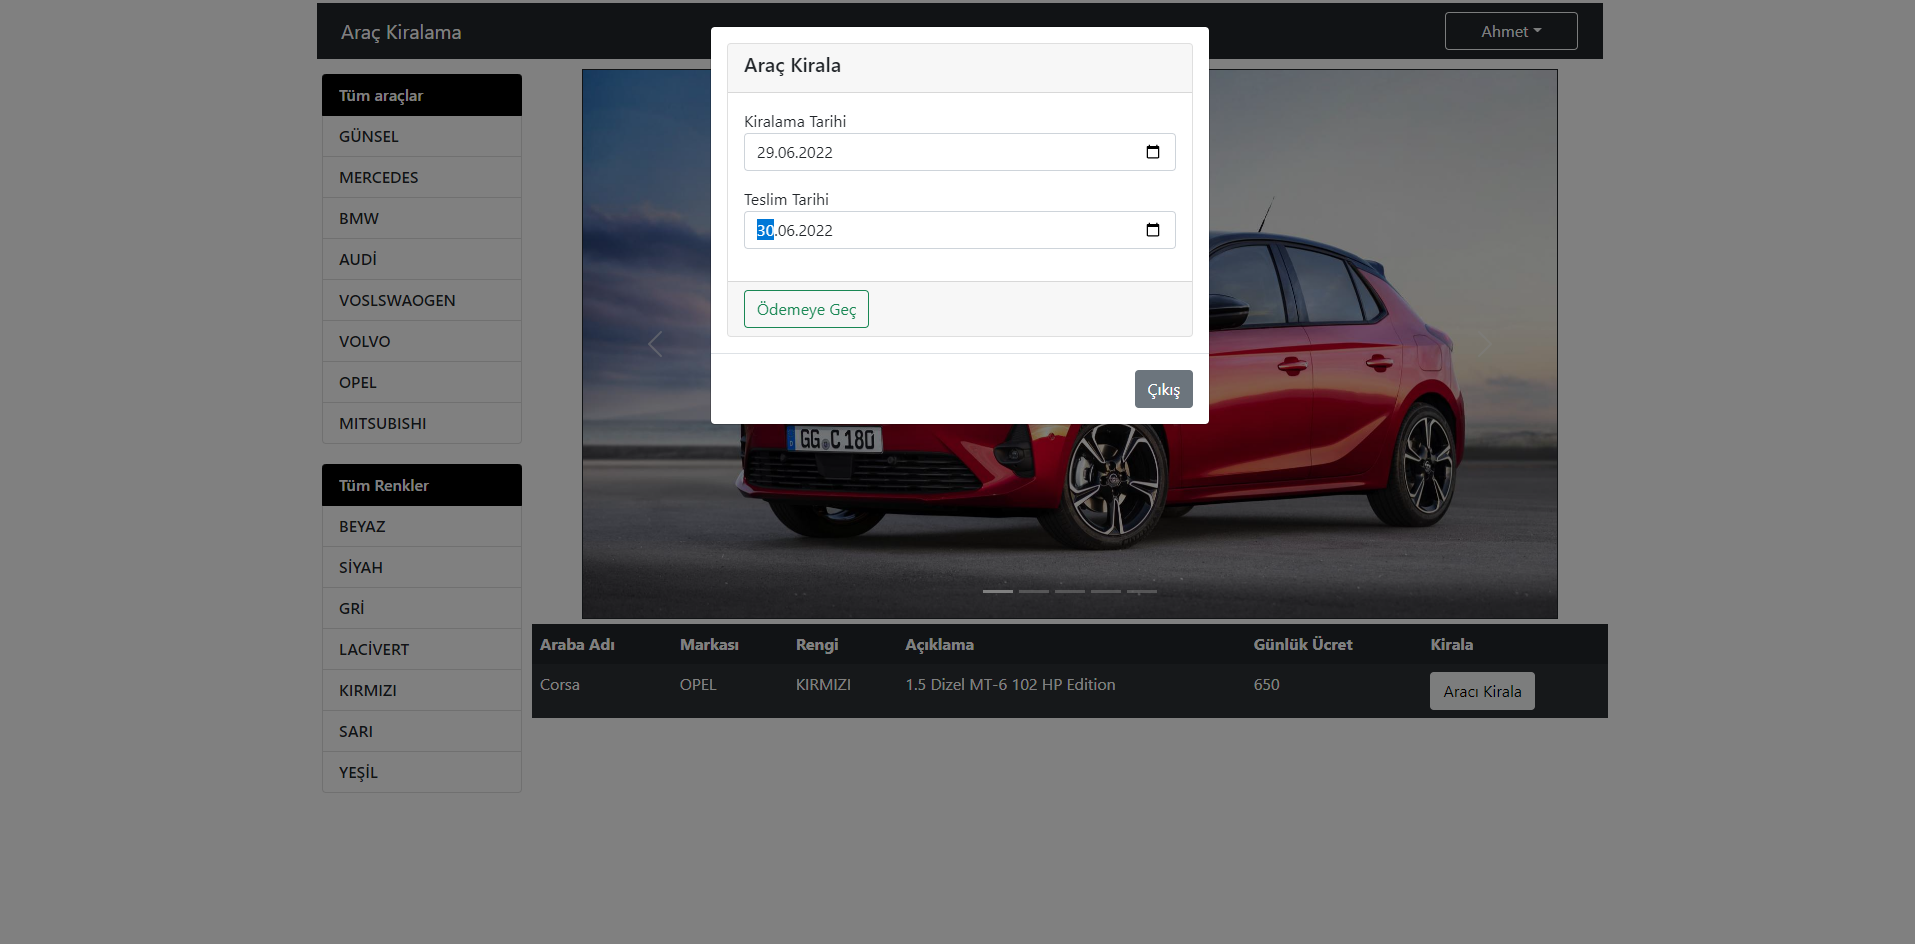 Araç Kiralama
Ahmet
Araç Kirala
Kiralama Tarihi
29.06.2022
Teslim Tarihi
30.06.2022
Ödemeye Geç
Çıkış
Tüm araçlar
GÜNSEL
MERCEDES
BMW
AUDİ
VOSLSWAOGEN
VOLVO
OPEL
MITSUBISHI
Tüm Renkler
BEYAZ
SİYAH
GRİ
LACİVERT
KIRMIZI
SARI
YEŞİL
GG C 180
Araba Adı Markası Rengi Açıklama Günlük Ücret Kirala
Corsa OPEL KIRMIZI 1.5 Dizel MT-6 102 HP Edition 650 Aracı Kirala